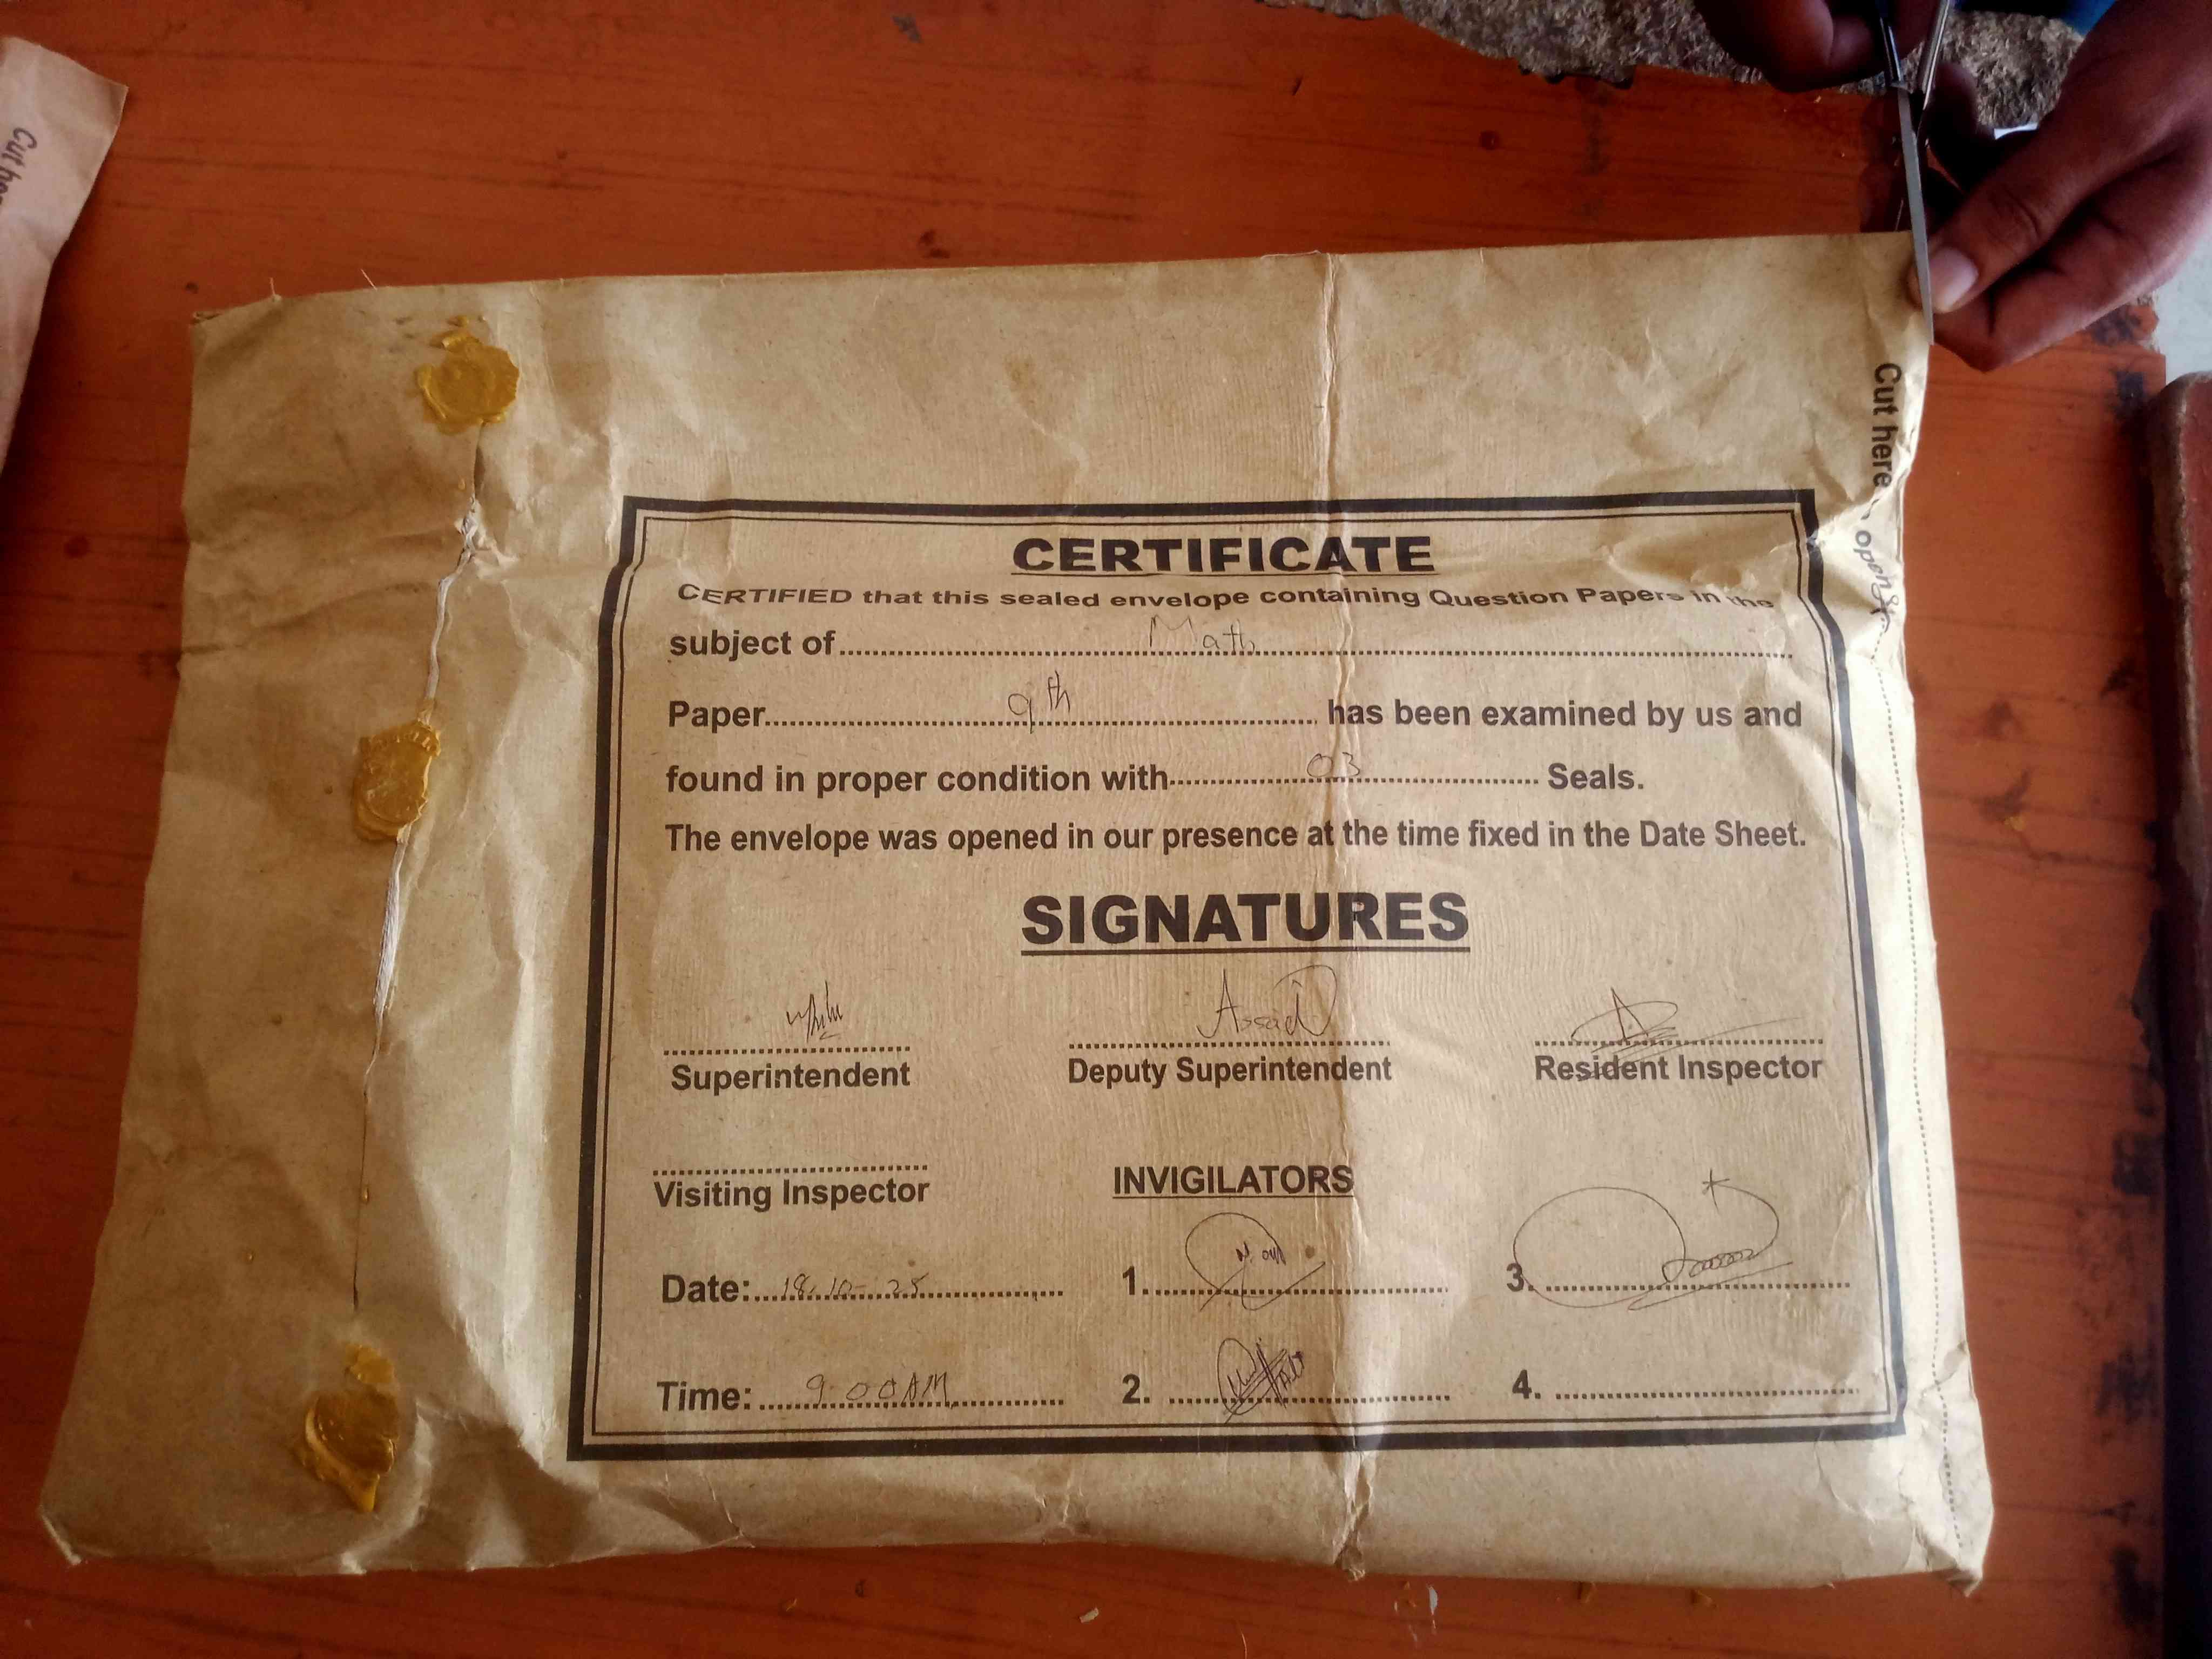 Cut here
CERTIFICATE
CERTIFIED that this sealed envelope containing Question Papers in the
subject of Math
Paper 9th has been examined by us and
found in proper condition with 03 Seals.
The envelope was opened in our presence at the time fixed in the Date Sheet.
SIGNATURES
Assad
Superintendent Deputy Superintendent Resident Inspector
Visiting Inspector INVIGILATORS
Date: 18-10-25 1. 3.
Time: 9:00AM 2. 4.
Cut here open